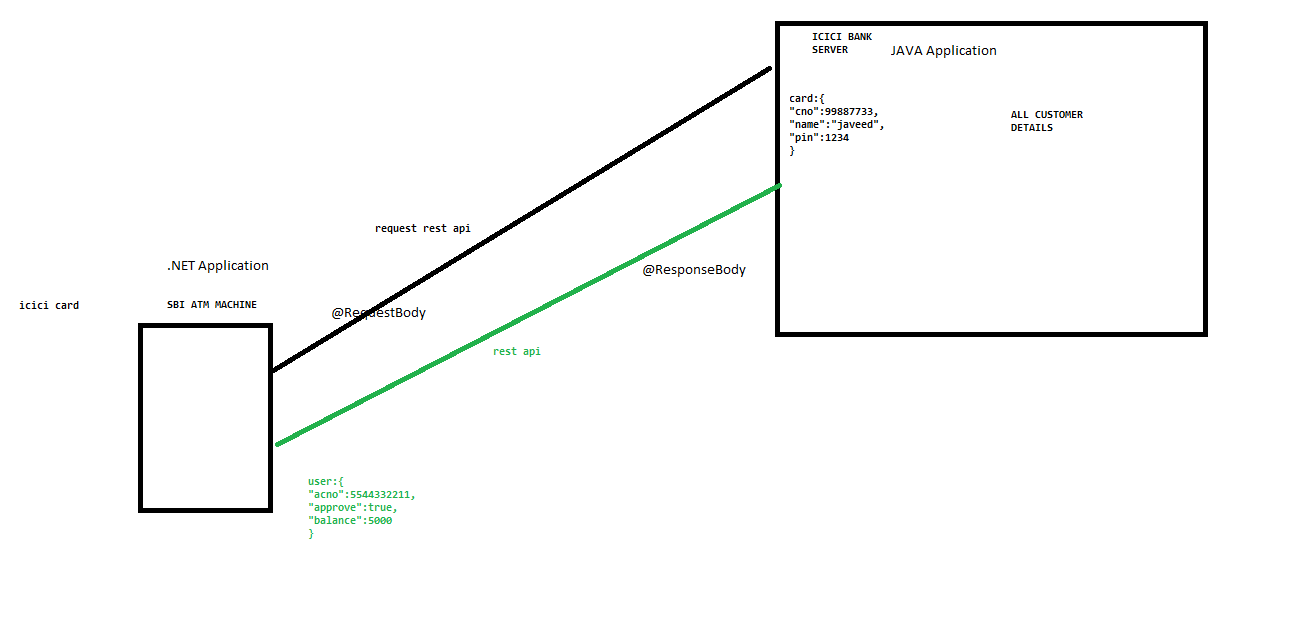 ICICI BANK
SERVER
JAVA Application
card:{
"cno":99887733,
"name":"javeed",
"pin":1234
}
ALL CUSTOMER
DETAILS
request rest api
.NET Application
@ResponseBody
icici card
SBI ATM MACHINE
@RequestBody
rest api
user:{
"acno":5544332211,
"approve":true,
"balance":5000
}